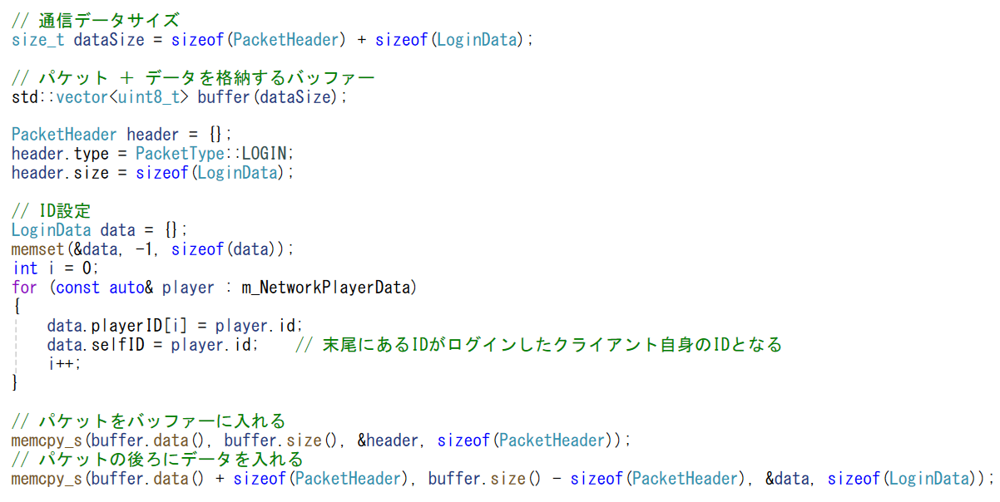 // 通信データサイズ
size_t dataSize = sizeof(PacketHeader) + sizeof(LoginData);
// パケット ＋ データを格納するバッファー
std::vector<uint8_t> buffer(dataSize);
PacketHeader header = {};
header.type = PacketType::LOGIN;
header.size = sizeof(LoginData);
// ID設定
LoginData data = {};
memset(&data, -1, sizeof(data));
int i = 0;
for (const auto& player : m_NetworkPlayerData)
{
    data.playerID[i] = player.id;
    data.selfID = player.id;    // 末尾にあるIDがログインしたクライアント自身のIDとなる
    i++;
}
// パケットをバッファーに入れる
memcpy_s(buffer.data(), buffer.size(), &header, sizeof(PacketHeader));
// パケットの後ろにデータを入れる
memcpy_s(buffer.data() + sizeof(PacketHeader), buffer.size() - sizeof(PacketHeader), &data, sizeof(LoginData));